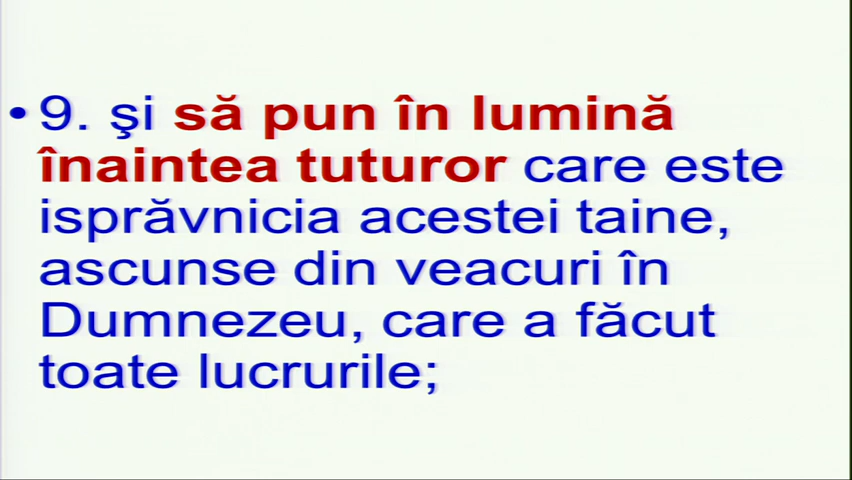 • 9. şi să pun în lumină
înaintea tuturor care este
isprăvnicia acestei taine,
ascunse din veacuri în
Dumnezeu, care a făcut
toate lucrurile;